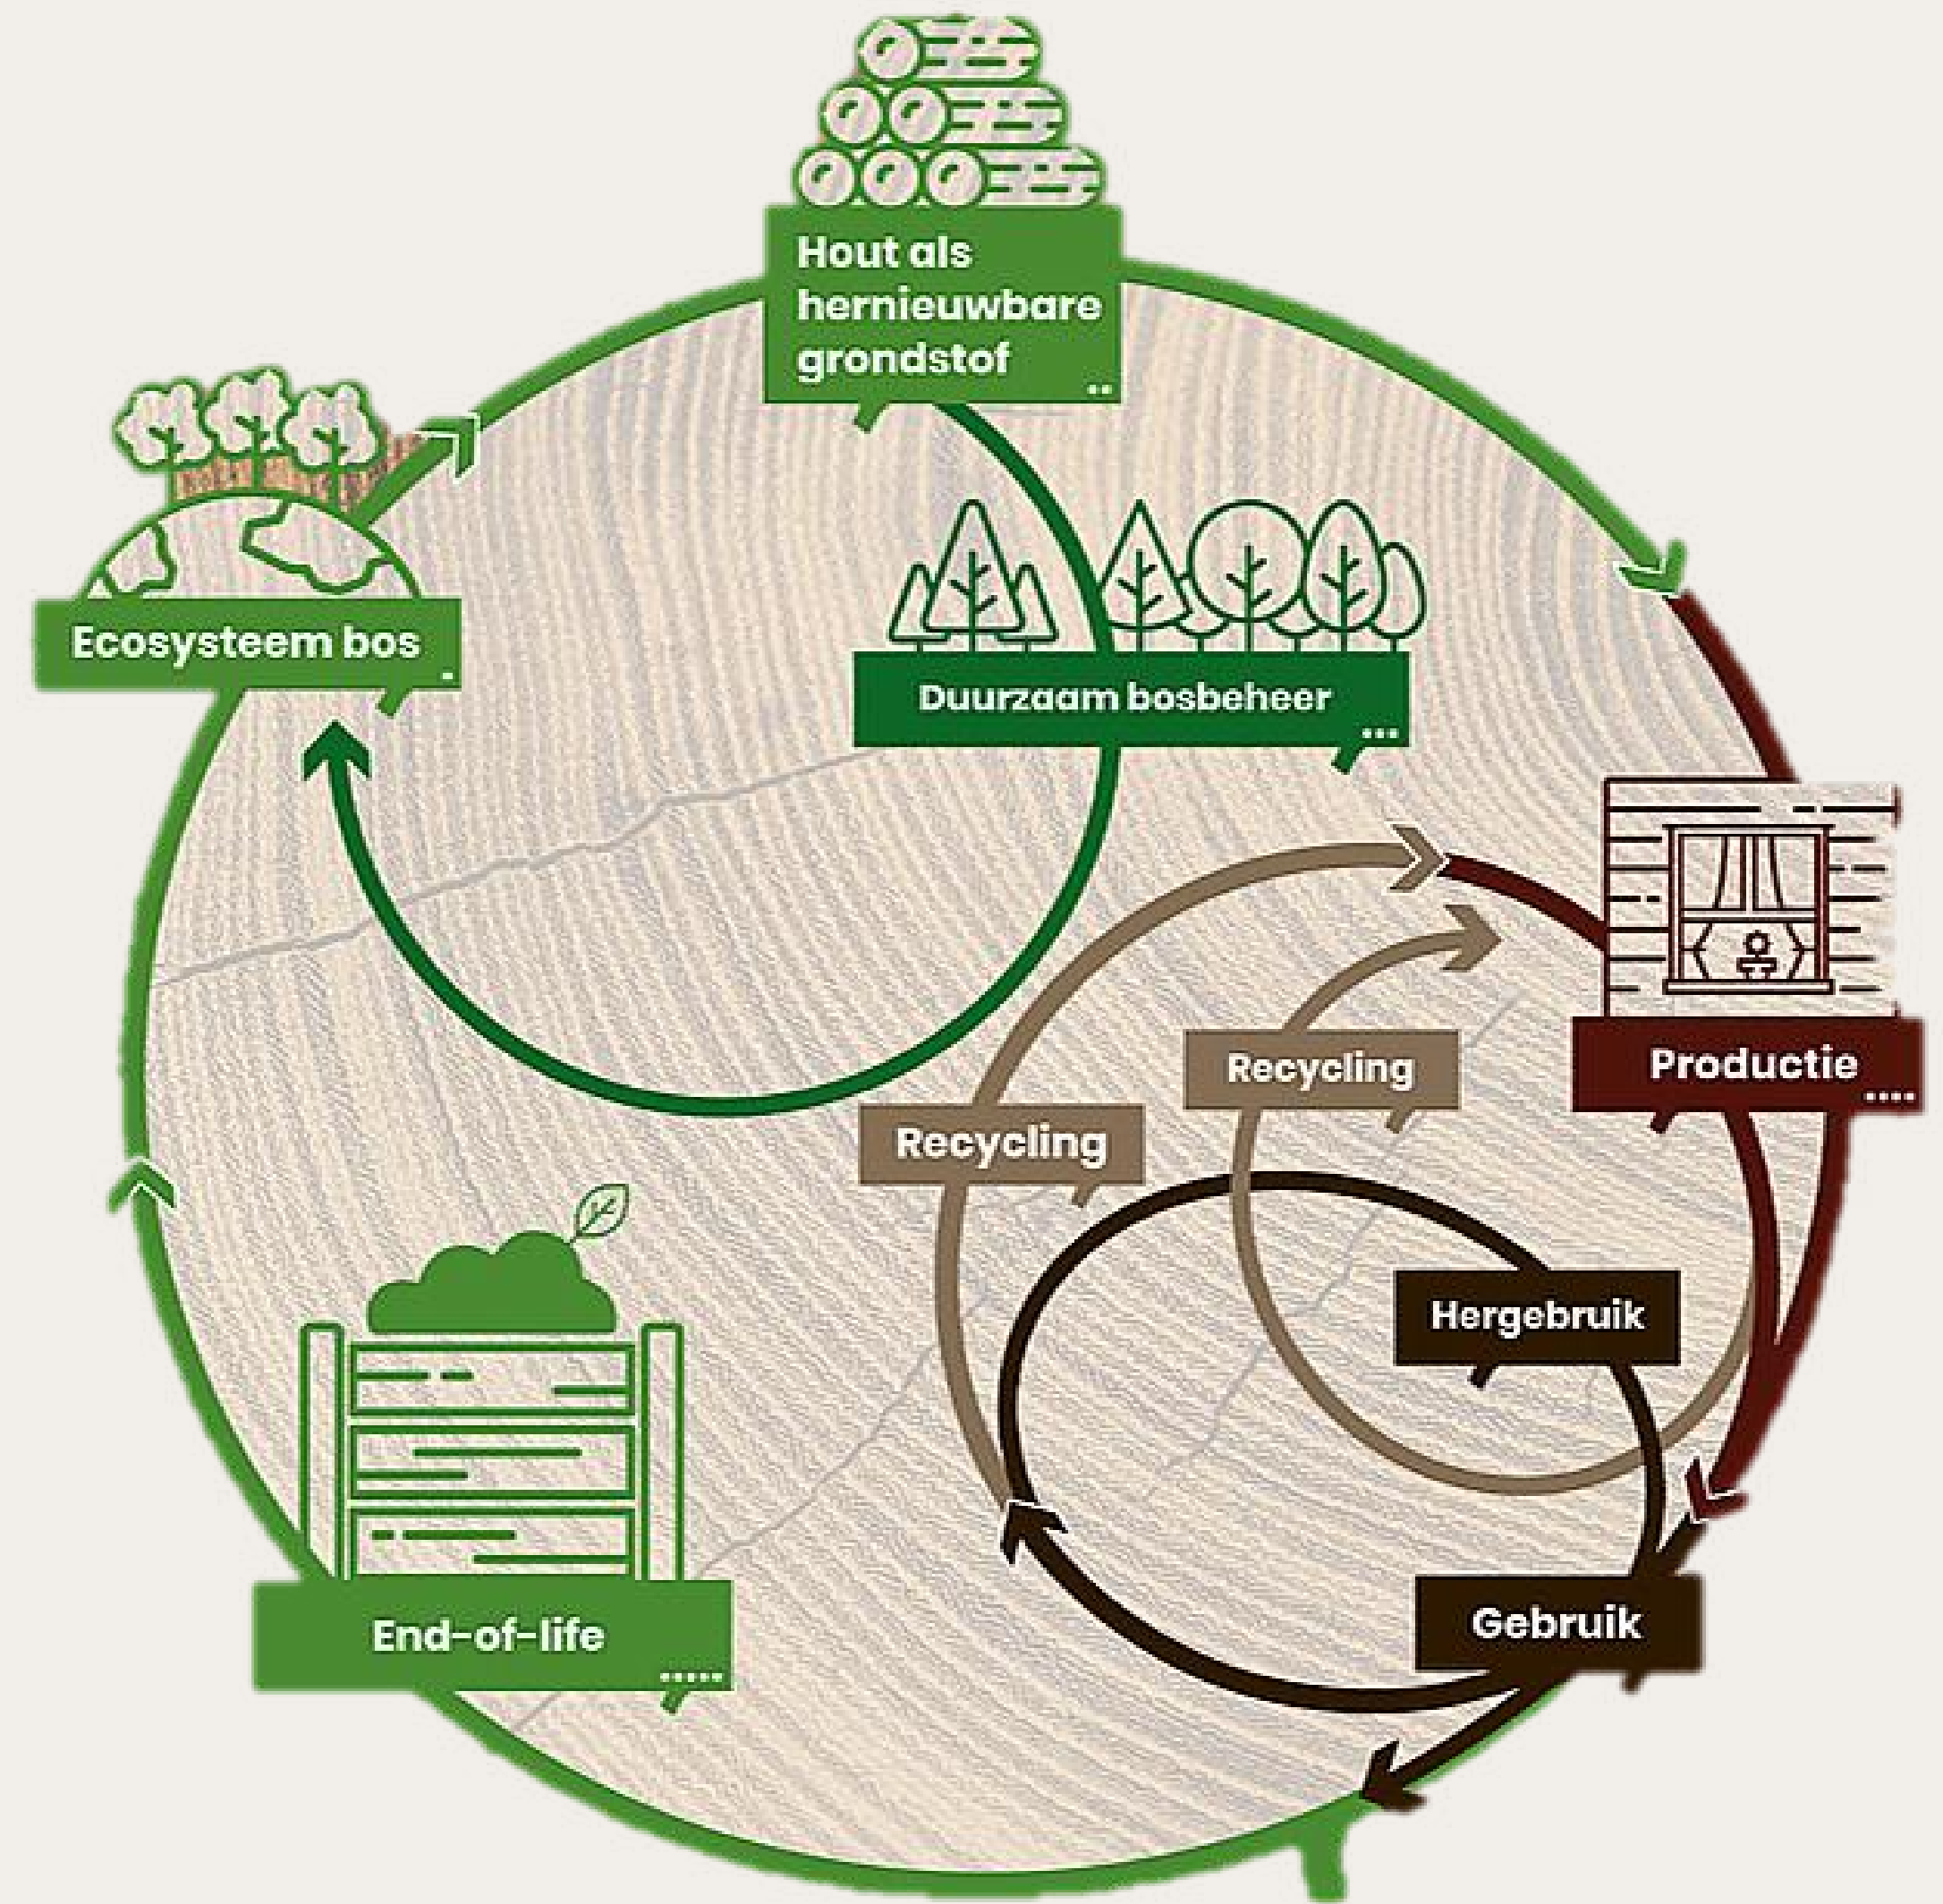 Hout als
hernieuwbare
grondstof
Ecosysteem bos
Duurzaam bosbeheer
Recycling
Productie
Recycling
Hergebruik
Gebruik
End-of-life